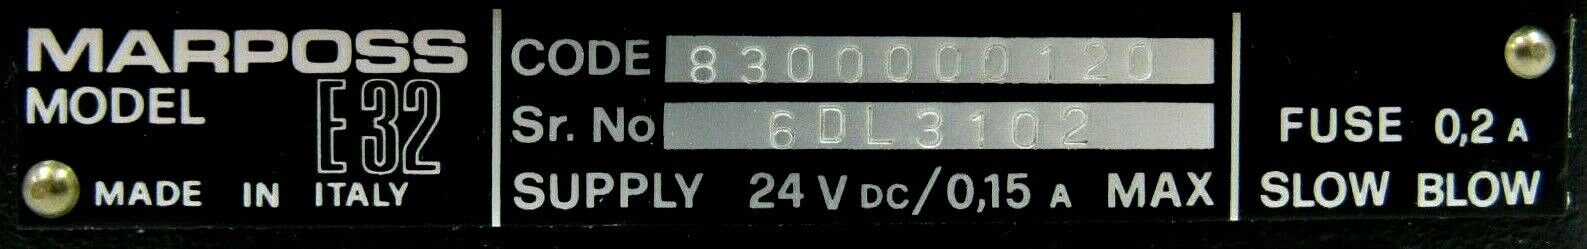 MARPOSS
MODEL E32
MADE IN ITALY
CODE 8300000120
Sr. No 6DL3102
SUPPLY 24 V DC/0,15 A MAX
FUSE 0,2 A
SLOW BLOW